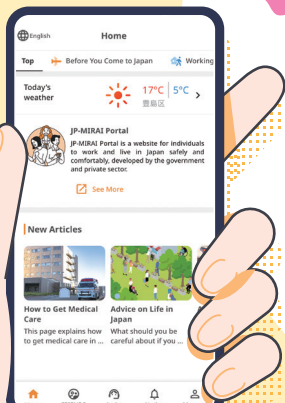 English
Home
Top
Before You Come to Japan
Working
Today's
weather
17°C
5°C
豊島区
JP-MIRAI Portal
JP-MIRAI Portal is a website for individuals
to work and live in Japan safely and
comfortably, developed by the government
and private sector.
See More
New Articles
How to Get Medical
Care
This page explains how
to get medical care in ...
Advice on Life in
Japan
What should you be
careful about if you ...